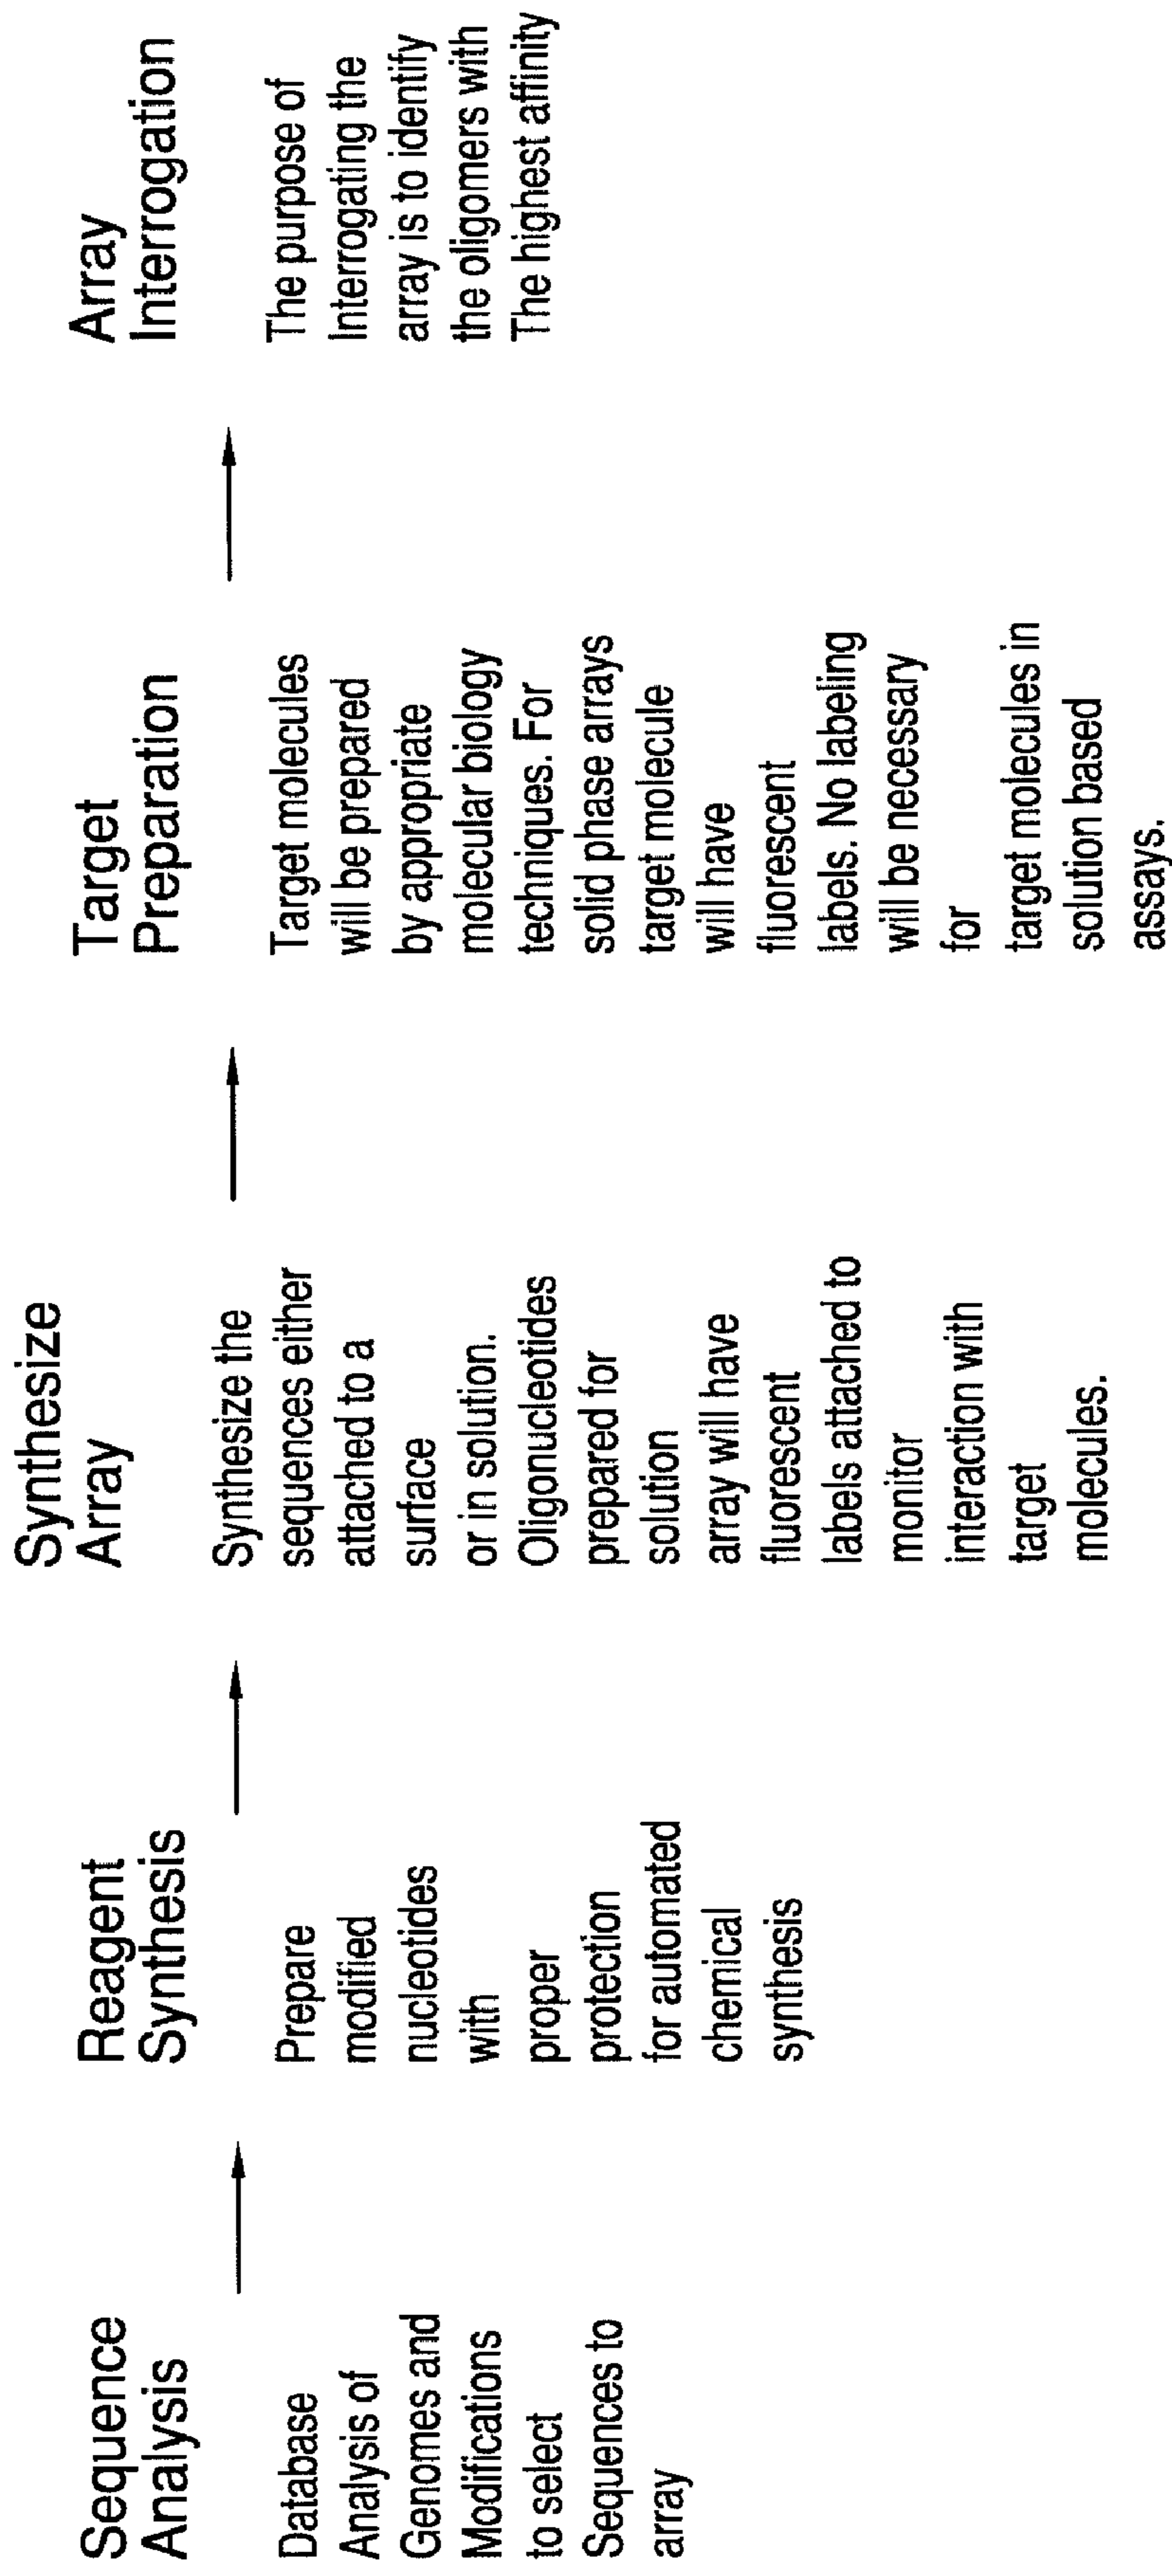 Sequence
Analysis
Database
Analysis of
Genomes and
Modifications
to select
Sequences to
array
Reagent
Synthesis
Prepare
modified
nucleotides
with
proper
protection
for automated
chemical
synthesis
Synthesize
Array
Synthesize the
sequences either
attached to a
surface
or in solution.
Oligonucleotides
prepared for
solution
array will have
fluorescent
labels attached to
monitor
interaction with
target
molecules.
Target
Preparation
Target molecules
will be prepared
by appropriate
molecular biology
techniques. For
solid phase arrays
target molecule
will have
fluorescent
labels. No labeling
will be necessary
for
target molecules in
solution based
assays.
Array
Interrogation
The purpose of
Interrogating the
array is to identify
the oligomers with
The highest affinity